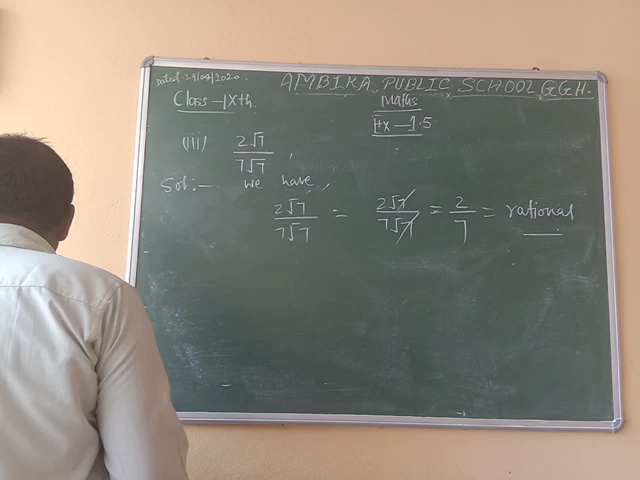 Dated 29/04/2020.
AMBIKA PUBLIC SCHOOL G.G.H.
Class - IXth.
Maths
Ex - 1.5
(iii) 2√7 / 7√7 ,
Sol:- we have,
2√7 / 7√7 = 2√7 / 7√7 = 2 / 7 = rational